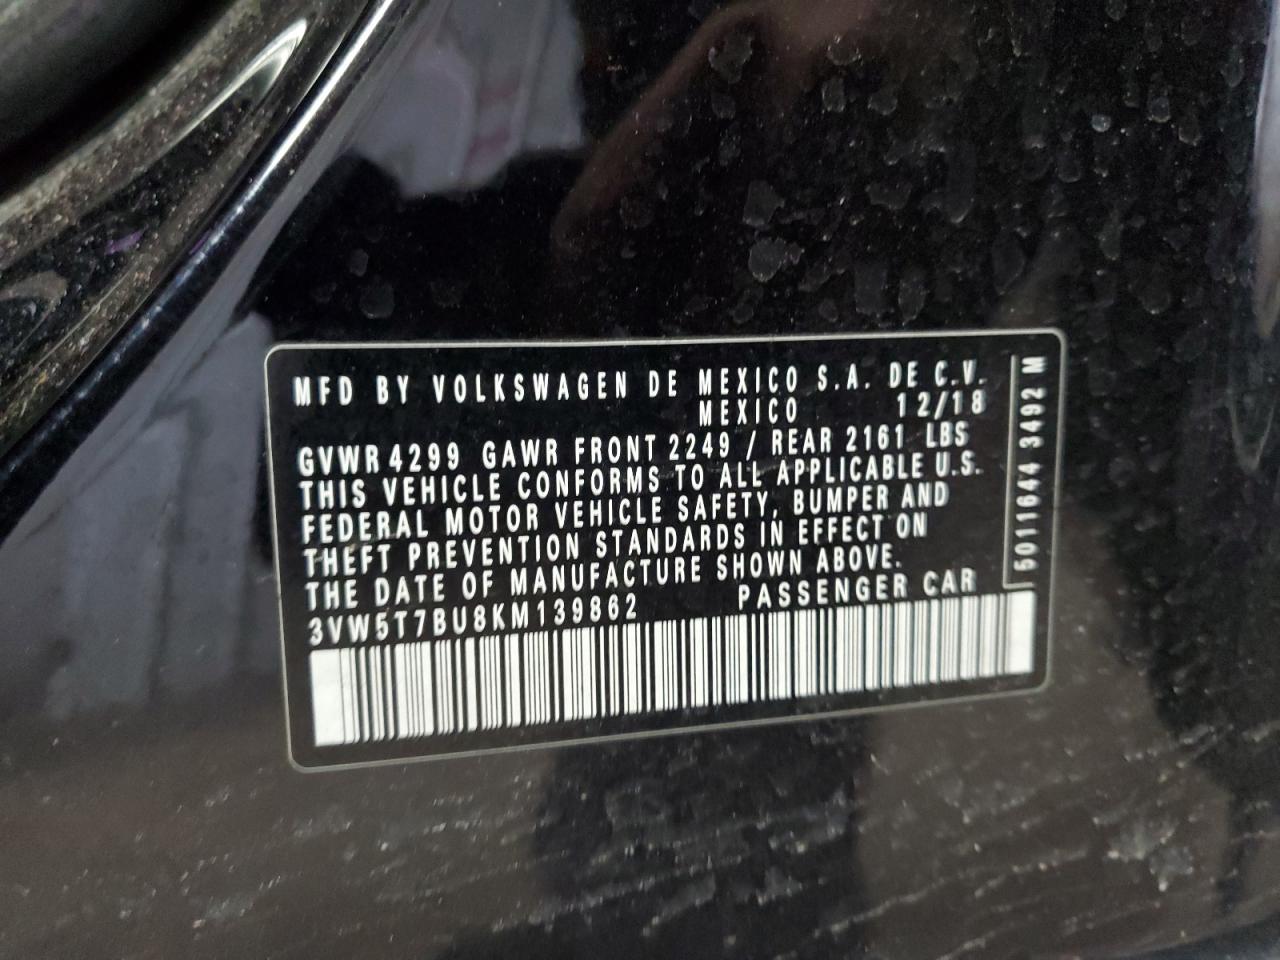 MFD BY VOLKSWAGEN DE MEXICO S.A. DE C.V.
MEXICO 12/18
GVWR 4299 GAWR FRONT 2249 / REAR 2161 LBS
THIS VEHICLE CONFORMS TO ALL APPLICABLE U.S.
FEDERAL MOTOR VEHICLE SAFETY, BUMPER AND
THEFT PREVENTION STANDARDS IN EFFECT ON
THE DATE OF MANUFACTURE SHOWN ABOVE.
3VW5T7BU8KM139862 PASSENGER CAR
5011644 3492 M